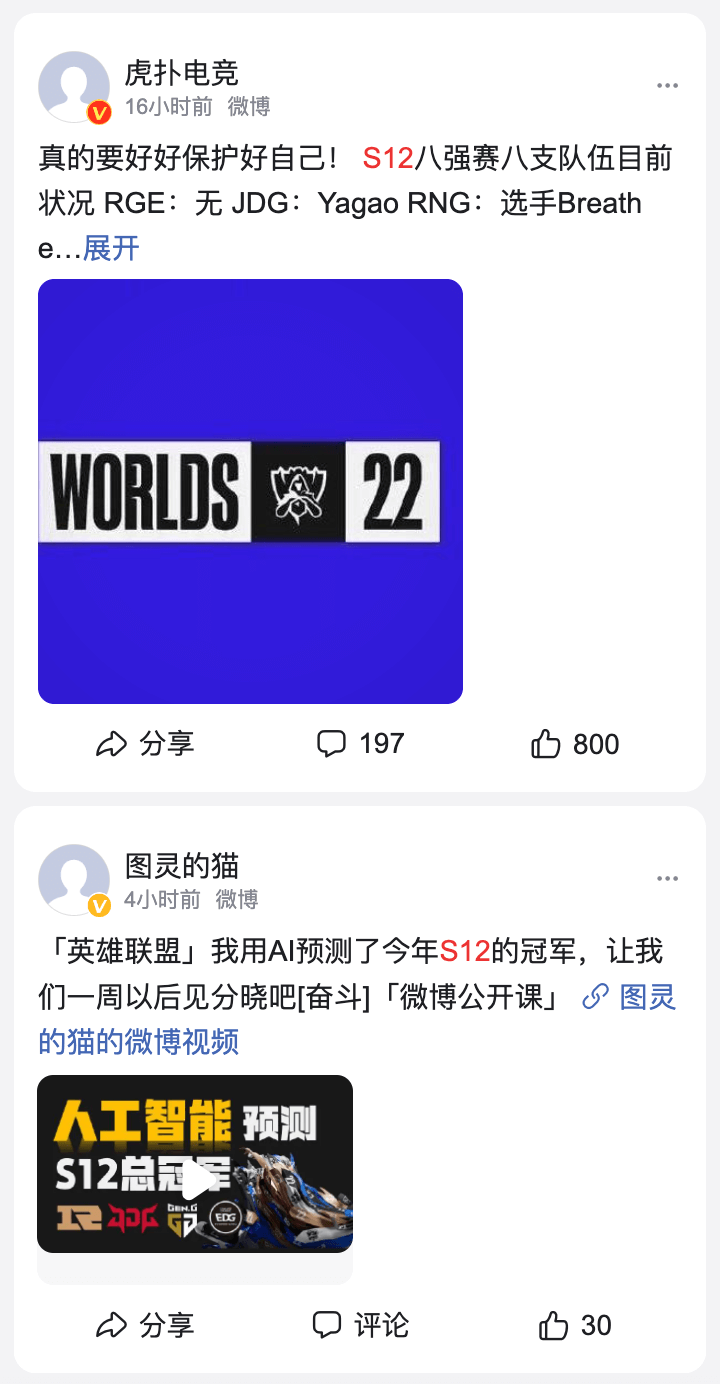 虎扑电竞
16小时前 微博
真的要好好保护好自己！ S12八强赛八支队伍目前
状况 RGE：无 JDG：Yagao RNG：选手Breath
e…展开
WORLDS 22
分享 197 800
图灵的猫
4小时前 微博
「英雄联盟」我用AI预测了今年S12的冠军，让我
们一周以后见分晓吧[奋斗]「微博公开课」 图灵
的猫的微博视频
人工智能 预测
S12总冠军
JDG GEN.G EDG
分享 评论 30